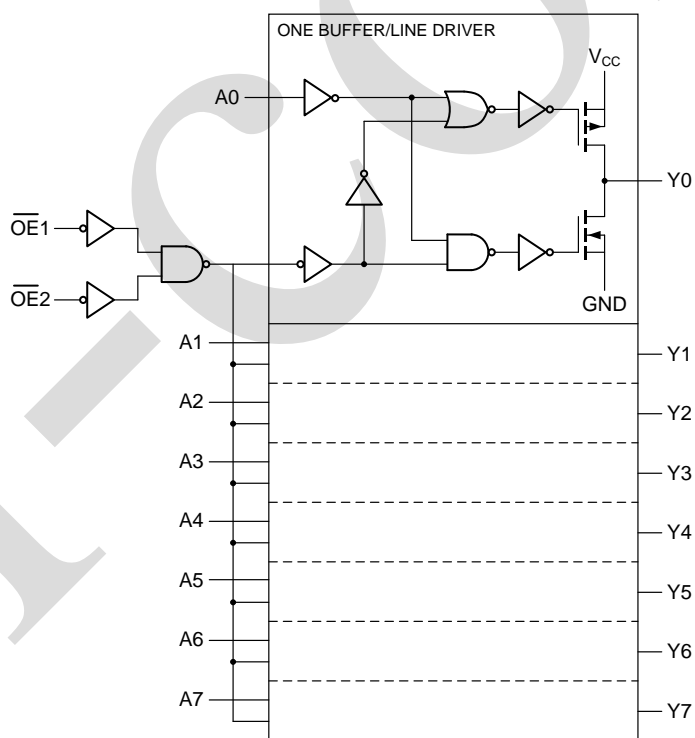 ONE BUFFER/LINE DRIVER
VCC
A0
Y0
OE1
OE2
GND
A1
Y1
A2
Y2
A3
Y3
A4
Y4
A5
Y5
A6
Y6
A7
Y7